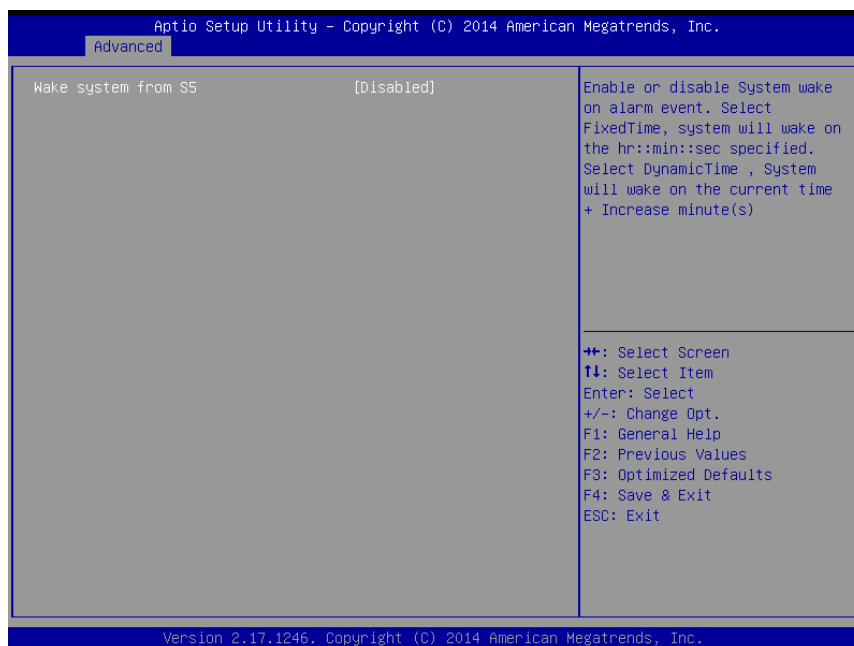 Aptio Setup Utility – Copyright (C) 2014 American Megatrends, Inc.
Advanced
Wake system from S5 [Disabled]
Enable or disable System wake
on alarm event. Select
FixedTime, system will wake on
the hr::min::sec specified.
Select DynamicTime , System
will wake on the current time
+ Increase minute(s)
→←: Select Screen
↑↓: Select Item
Enter: Select
+/-: Change Opt.
F1: General Help
F2: Previous Values
F3: Optimized Defaults
F4: Save & Exit
ESC: Exit
Version 2.17.1246. Copyright (C) 2014 American Megatrends, Inc.